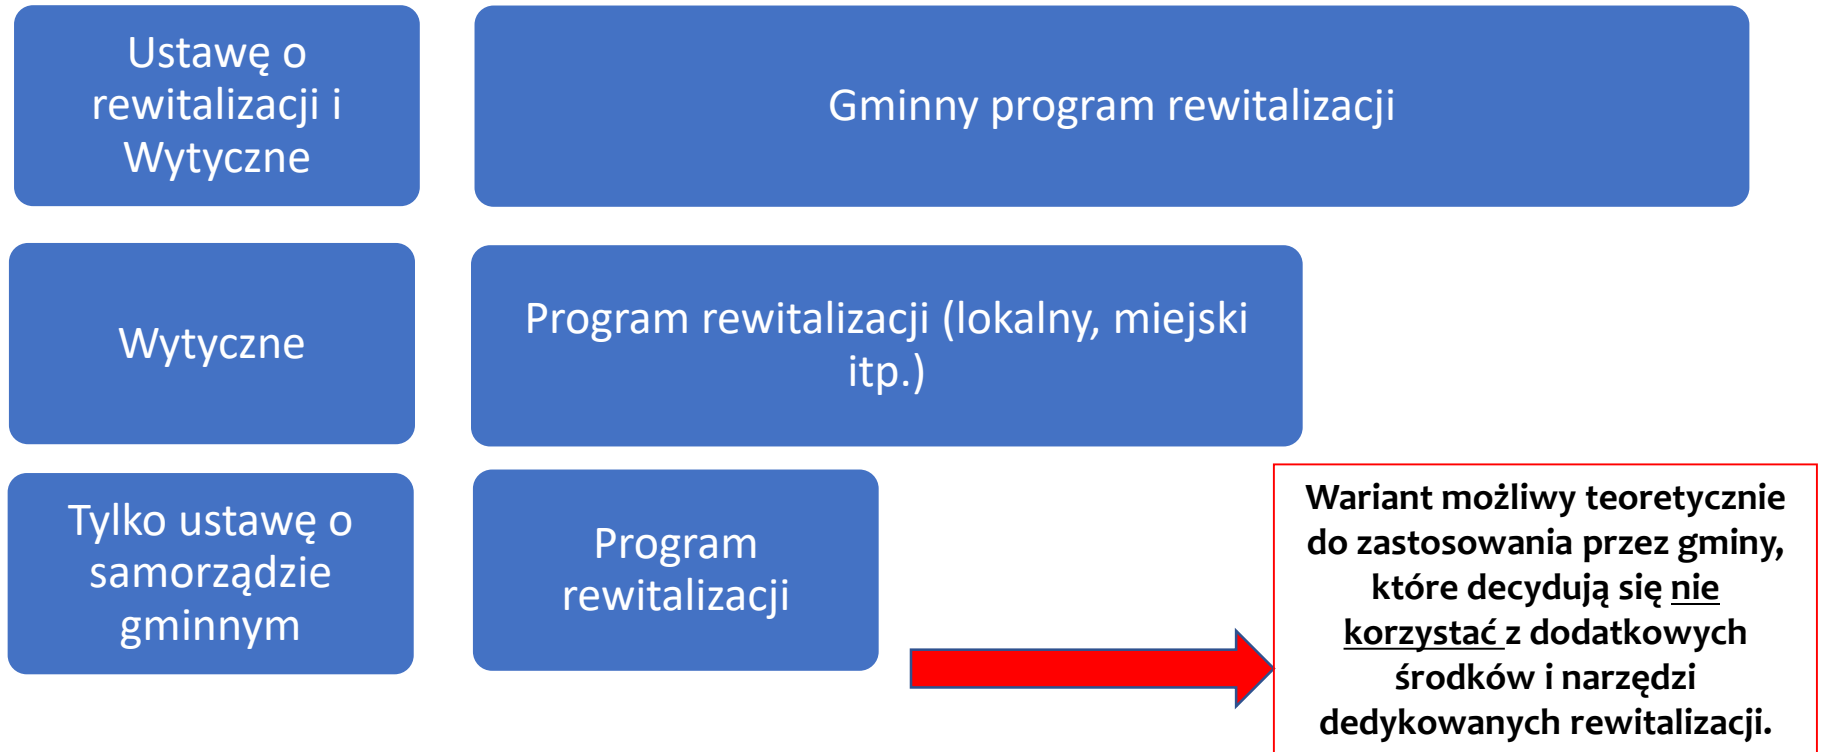 Ustawę o
rewitalizacji i
Wytyczne
Gminny program rewitalizacji
Wytyczne
Program rewitalizacji (lokalny, miejski
itp.)
Tylko ustawę o
samorządzie
gminnym
Program
rewitalizacji
Wariant możliwy teoretycznie
do zastosowania przez gminy,
które decydują się nie
korzystać z dodatkowych
środków i narzędzi
dedykowanych rewitalizacji.